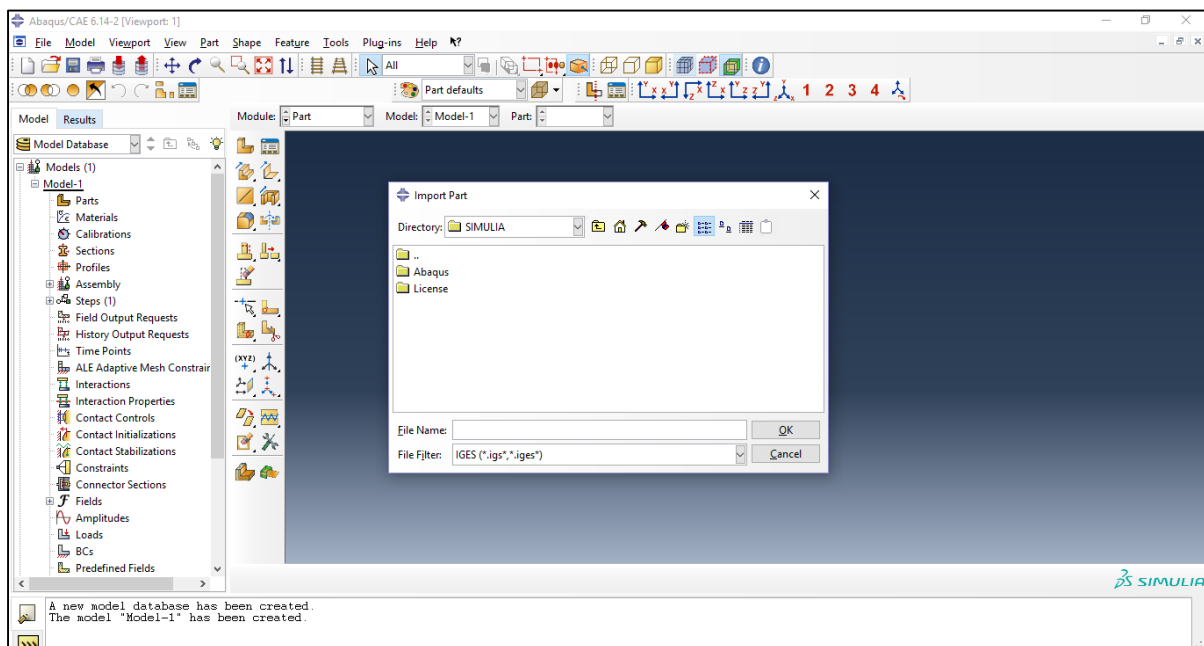 Abaqus/CAE 6.14-2 [Viewport: 1]
File Model Viewport View Part Shape Feature Tools Plug-ins Help
All
Part defaults
1 2 3 4
Model Results
Module: Part Model: Model-1 Part:
Model Database
Models (1)
Model-1
Parts
Materials
Calibrations
Sections
Profiles
Assembly
Steps (1)
Field Output Requests
History Output Requests
Time Points
ALE Adaptive Mesh Constrair
Interactions
Interaction Properties
Contact Controls
Contact Initializations
Contact Stabilizations
Constraints
Connector Sections
Fields
Amplitudes
Loads
BCs
Predefined Fields
(XYZ)
Import Part
Directory: SIMULIA
..
Abaqus
License
File Name:
OK
File Filter: IGES (*.igs*,*.iges*)
Cancel
SIMULIA
A new model database has been created.
The model "Model-1" has been created.
>>>